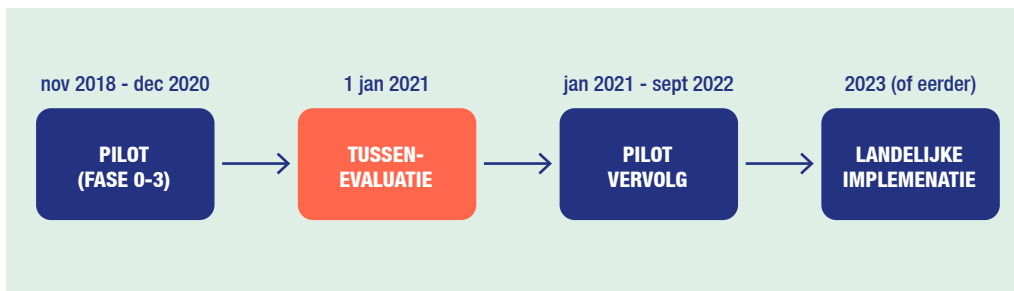 nov 2018 - dec 2020
1 jan 2021
jan 2021 - sept 2022
2023 (of eerder)
PILOT
(FASE 0-3)
TUSSEN-
EVALUATIE
PILOT
VERVOLG
LANDELIJKE
IMPLEMENATIE